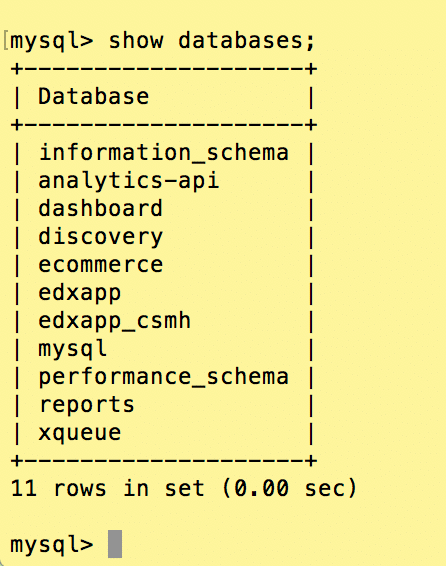 mysql> show databases;
+--------------------+
| Database           |
+--------------------+
| information_schema |
| analytics-api      |
| dashboard          |
| discovery          |
| ecommerce          |
| edxapp             |
| edxapp_csmh        |
| mysql              |
| performance_schema |
| reports            |
| xqueue             |
+--------------------+
11 rows in set (0.00 sec)
mysql>